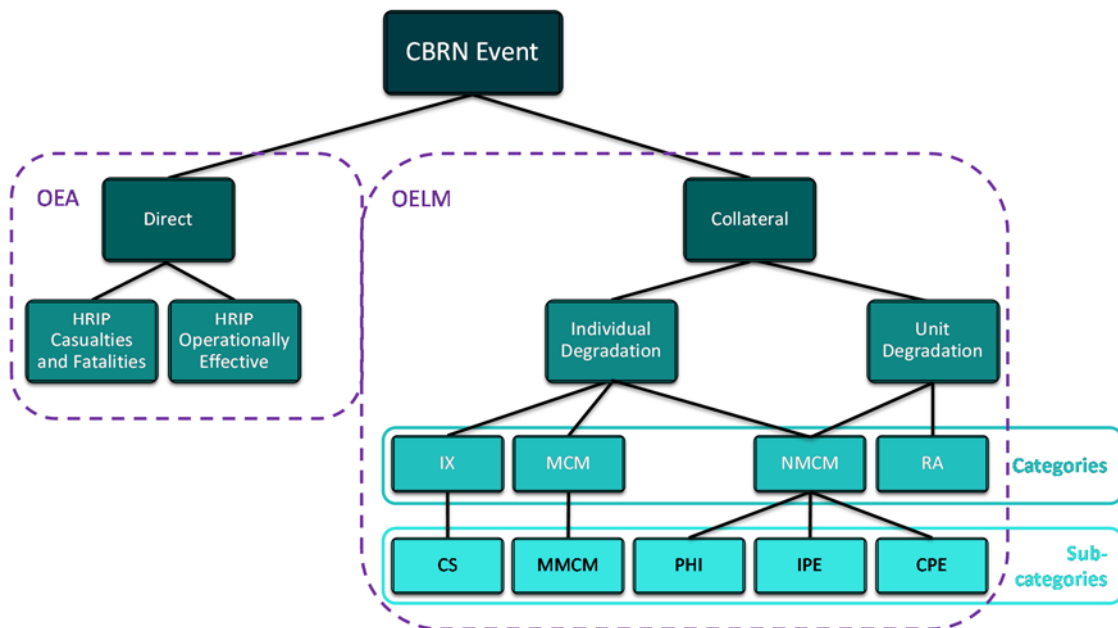 CBRN Event
OEA
Direct
HRIP
Casualties
and Fatalities
HRIP
Operationally
Effective
OELM
Collateral
Individual
Degradation
Unit
Degradation
IX
MCM
NMCM
RA
Categories
CS
MMCM
PHI
IPE
CPE
Sub-
categories